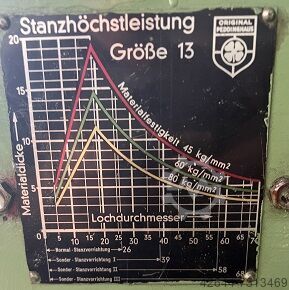 Stanzhöchstleistung
Größe 13
ORIGINAL
PEDDINGHAUS
20
15
10
5
Materialdicke
Materialfestigkeit 45 kg/mm²
60 kg/mm²
80 kg/mm²
Lochdurchmesser
0 5 10 15 20 25 30 35 40 45 50 55 60 65 70
Normal-Stanzvorrichtung 26
Sonder-Stanzvorrichtung I 39
Sonder-Stanzvorrichtung II 58
Sonder-Stanzvorrichtung III 68